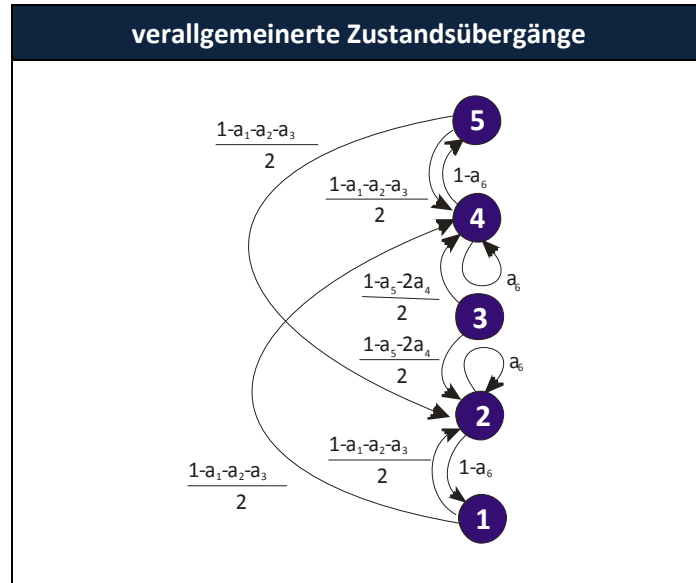 verallgemeinerte Zustandsübergänge
5
1-a₁-a₂-a₃
2
1-a₆
1-a₁-a₂-a₃
2
4
a₆
1-a₅-2a₄
2
3
1-a₅-2a₄
2
a₆
2
1-a₁-a₂-a₃
2
1-a₆
1-a₁-a₂-a₃
2
1